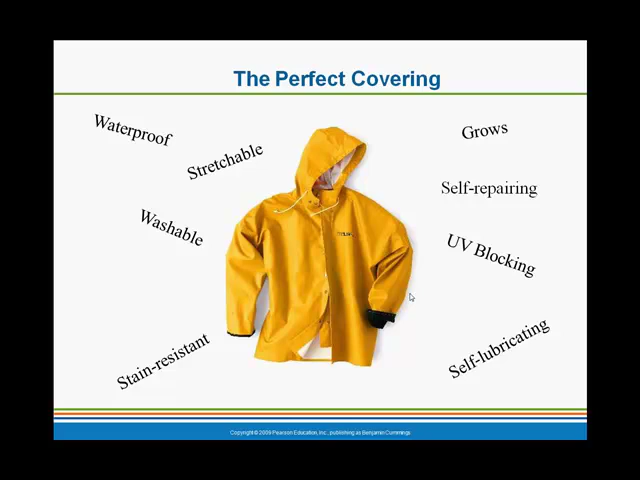 The Perfect Covering
Waterproof
Stretchable
Grows
Self-repairing
Washable
UV Blocking
Stain-resistant
Self-lubricating
Copyright © 2009 Pearson Education, Inc., publishing as Benjamin Cummings